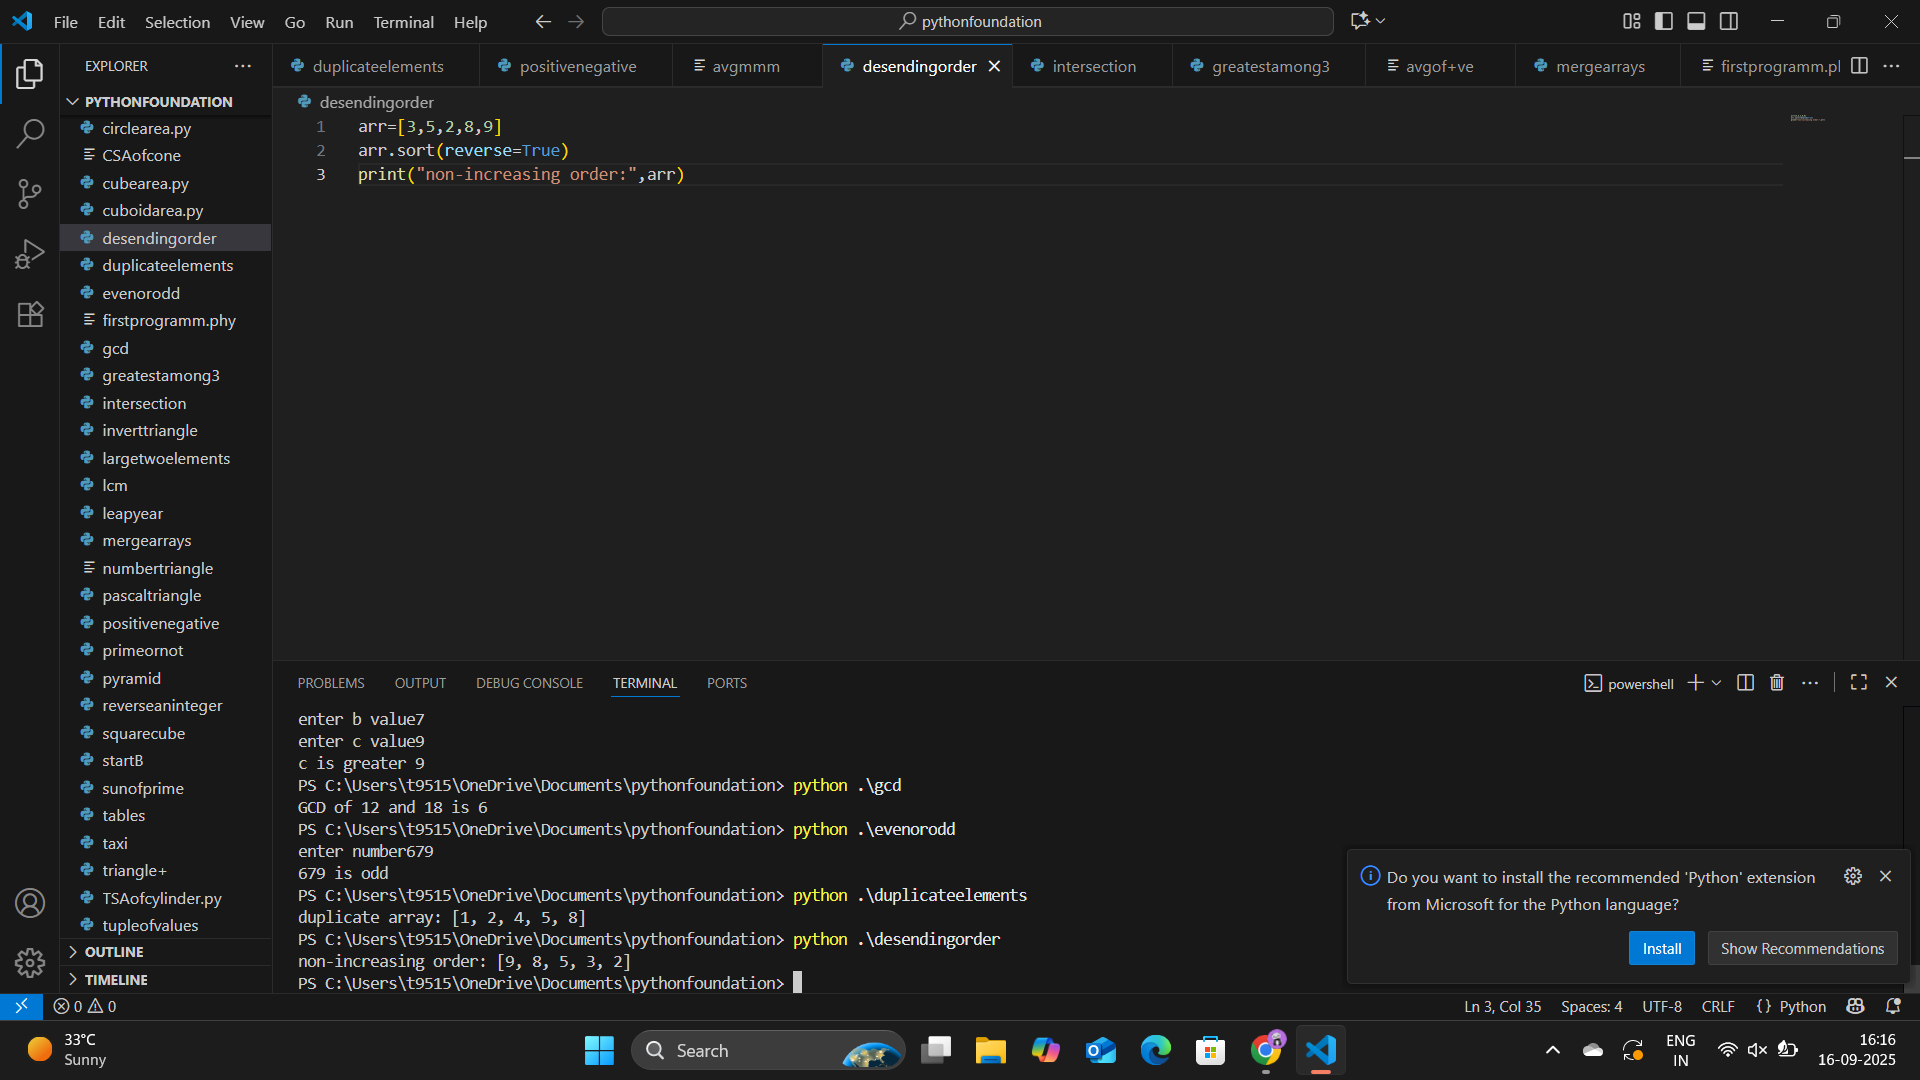 File Edit Selection View Go Run Terminal Help
pythonfoundation
EXPLORER
PYTHONFOUNDATION
circlearea.py
CSAofcone
cubearea.py
cuboidarea.py
desendingorder
duplicateelements
evenorodd
firstprogramm.phy
gcd
greatestamong3
intersection
inverttriangle
largetwoelements
lcm
leapyear
mergearrays
numbertriangle
pascaltriangle
positivenegative
primeornot
pyramid
reverseaninteger
squarecube
startB
sunofprime
tables
taxi
triangle+
TSAofcylinder.py
tupleofvalues
OUTLINE
TIMELINE
duplicateelements positivenegative avgmmm desendingorder intersection greatestamong3 avgof+ve mergearrays firstprogramm.pl
desendingorder
1 arr=[3,5,2,8,9]
2 arr.sort(reverse=True)
3 print("non-increasing order:",arr)
PROBLEMS OUTPUT DEBUG CONSOLE TERMINAL PORTS
powershell
enter b value7
enter c value9
c is greater 9
PS C:\Users\t9515\OneDrive\Documents\pythonfoundation> python .\gcd
GCD of 12 and 18 is 6
PS C:\Users\t9515\OneDrive\Documents\pythonfoundation> python .\evenorodd
enter number679
679 is odd
PS C:\Users\t9515\OneDrive\Documents\pythonfoundation> python .\duplicateelements
duplicate array: [1, 2, 4, 5, 8]
PS C:\Users\t9515\OneDrive\Documents\pythonfoundation> python .\desendingorder
non-increasing order: [9, 8, 5, 3, 2]
PS C:\Users\t9515\OneDrive\Documents\pythonfoundation>
Do you want to install the recommended 'Python' extension
from Microsoft for the Python language?
Install Show Recommendations
0 0
Ln 3, Col 35 Spaces: 4 UTF-8 CRLF {} Python
33°C
Sunny
Search
ENG
IN
16:16
16-09-2025